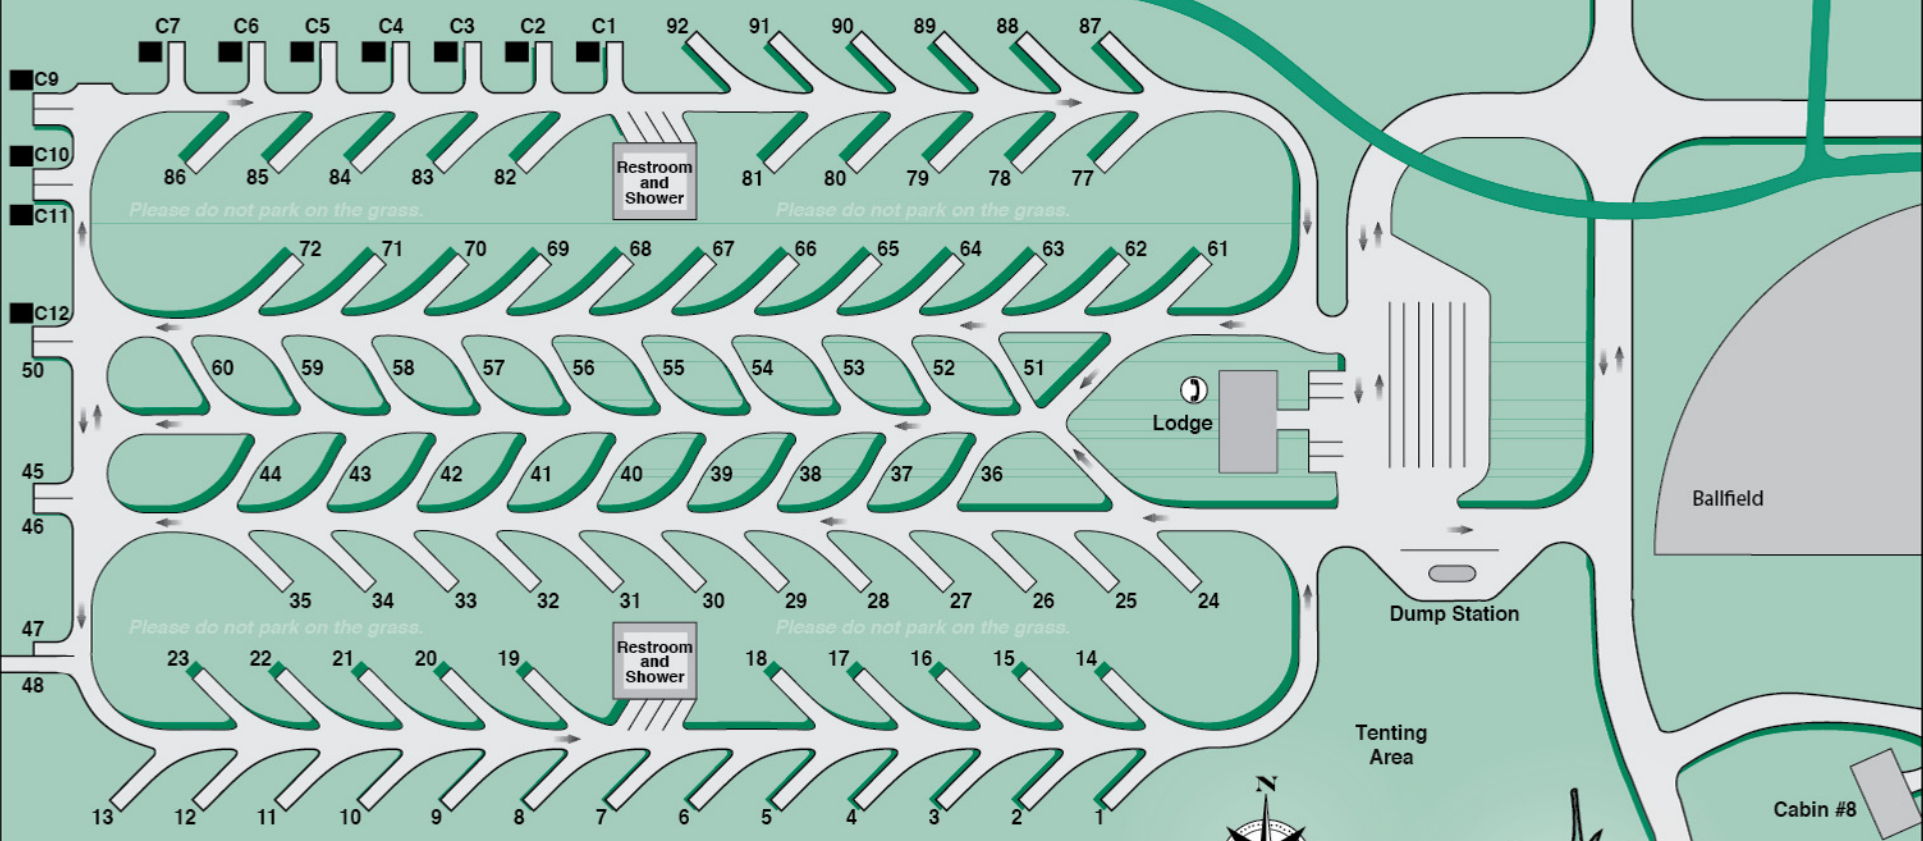 C7 C6 C5 C4 C3 C2 C1 92 91 90 89 88 87
C9
C10
86 85 84 83 82 Restroom 81 80 79 78 77
and
Shower
C11 Please do not park on the grass. Please do not park on the grass.
72 71 70 69 68 67 66 65 64 63 62 61
C12
50 60 59 58 57 56 55 54 53 52 51
Lodge
45 44 43 42 41 40 39 38 37 36
Ballfield
46
35 34 33 32 31 30 29 28 27 26 25 24
Dump Station
47 Please do not park on the grass. Please do not park on the grass.
23 22 21 20 19 Restroom 18 17 16 15 14
and
Shower
48
Tenting
Area
N
13 12 11 10 9 8 7 6 5 4 3 2 1
Cabin #8